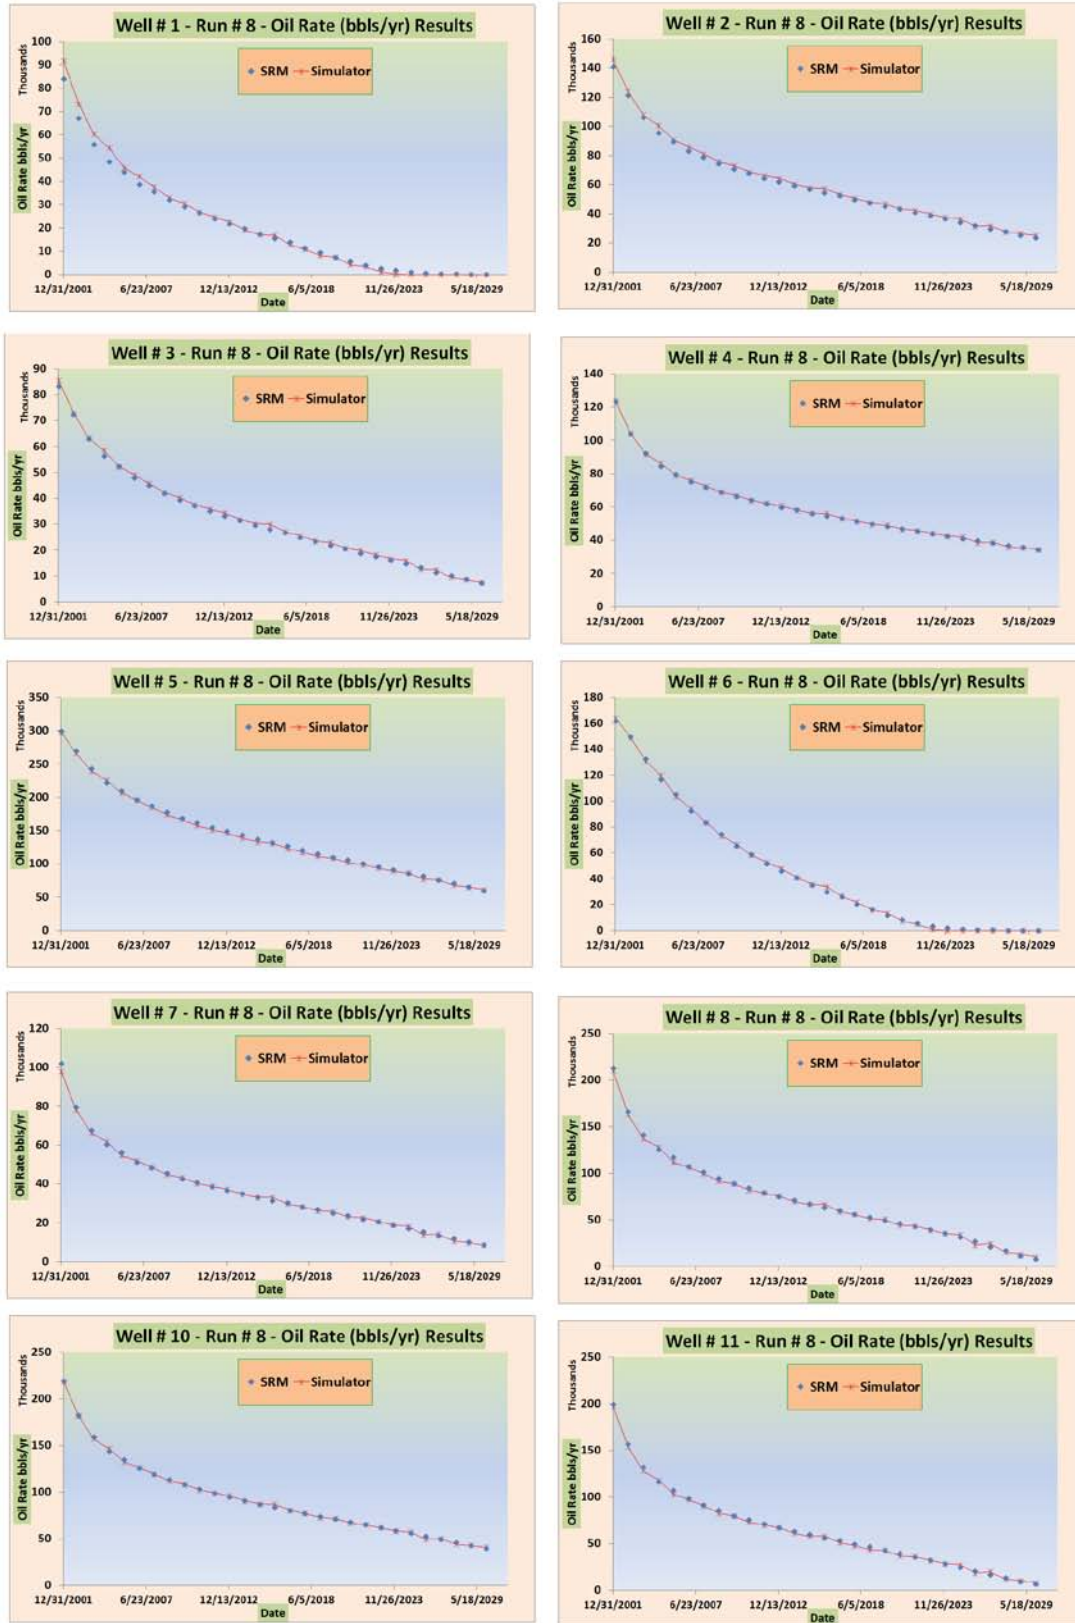 Well # 1 - Run # 8 - Oil Rate (bbls/yr) Results
Thousands
Oil Rate bbls/yr
SRM Simulator
100
90
80
70
60
50
40
30
20
10
0
12/31/2001 6/23/2007 12/13/2012 6/5/2018 11/26/2023 5/18/2029
Date
Well # 2 - Run # 8 - Oil Rate (bbls/yr) Results
Thousands
Oil Rate bbls/yr
SRM Simulator
160
140
120
100
80
60
40
20
0
12/31/2001 6/23/2007 12/13/2012 6/5/2018 11/26/2023 5/18/2029
Date
Well # 3 - Run # 8 - Oil Rate (bbls/yr) Results
Thousands
Oil Rate bbls/yr
SRM Simulator
90
80
70
60
50
40
30
20
10
0
12/31/2001 6/23/2007 12/13/2012 6/5/2018 11/26/2023 5/18/2029
Date
Well # 4 - Run # 8 - Oil Rate (bbls/yr) Results
Thousands
Oil Rate bbls/yr
SRM Simulator
140
120
100
80
60
40
20
0
12/31/2001 6/23/2007 12/13/2012 6/5/2018 11/26/2023 5/18/2029
Date
Well # 5 - Run # 8 - Oil Rate (bbls/yr) Results
Thousands
Oil Rate bbls/yr
SRM Simulator
350
300
250
200
150
100
50
0
12/31/2001 6/23/2007 12/13/2012 6/5/2018 11/26/2023 5/18/2029
Date
Well # 6 - Run # 8 - Oil Rate (bbls/yr) Results
Thousands
Oil Rate bbls/yr
SRM Simulator
180
160
140
120
100
80
60
40
20
0
12/31/2001 6/23/2007 12/13/2012 6/5/2018 11/26/2023 5/18/2029
Date
Well # 7 - Run # 8 - Oil Rate (bbls/yr) Results
Thousands
Oil Rate bbls/yr
SRM Simulator
120
100
80
60
40
20
0
12/31/2001 6/23/2007 12/13/2012 6/5/2018 11/26/2023 5/18/2029
Date
Well # 8 - Run # 8 - Oil Rate (bbls/yr) Results
Thousands
Oil Rate bbls/yr
SRM Simulator
250
200
150
100
50
0
12/31/2001 6/23/2007 12/13/2012 6/5/2018 11/26/2023 5/18/2029
Date
Well # 10 - Run # 8 - Oil Rate (bbls/yr) Results
Thousands
Oil Rate bbls/yr
SRM Simulator
250
200
150
100
50
0
12/31/2001 6/23/2007 12/13/2012 6/5/2018 11/26/2023 5/18/2029
Date
Well # 11 - Run # 8 - Oil Rate (bbls/yr) Results
Thousands
Oil Rate bbls/yr
SRM Simulator
250
200
150
100
50
0
12/31/2001 6/23/2007 12/13/2012 6/5/2018 11/26/2023 5/18/2029
Date